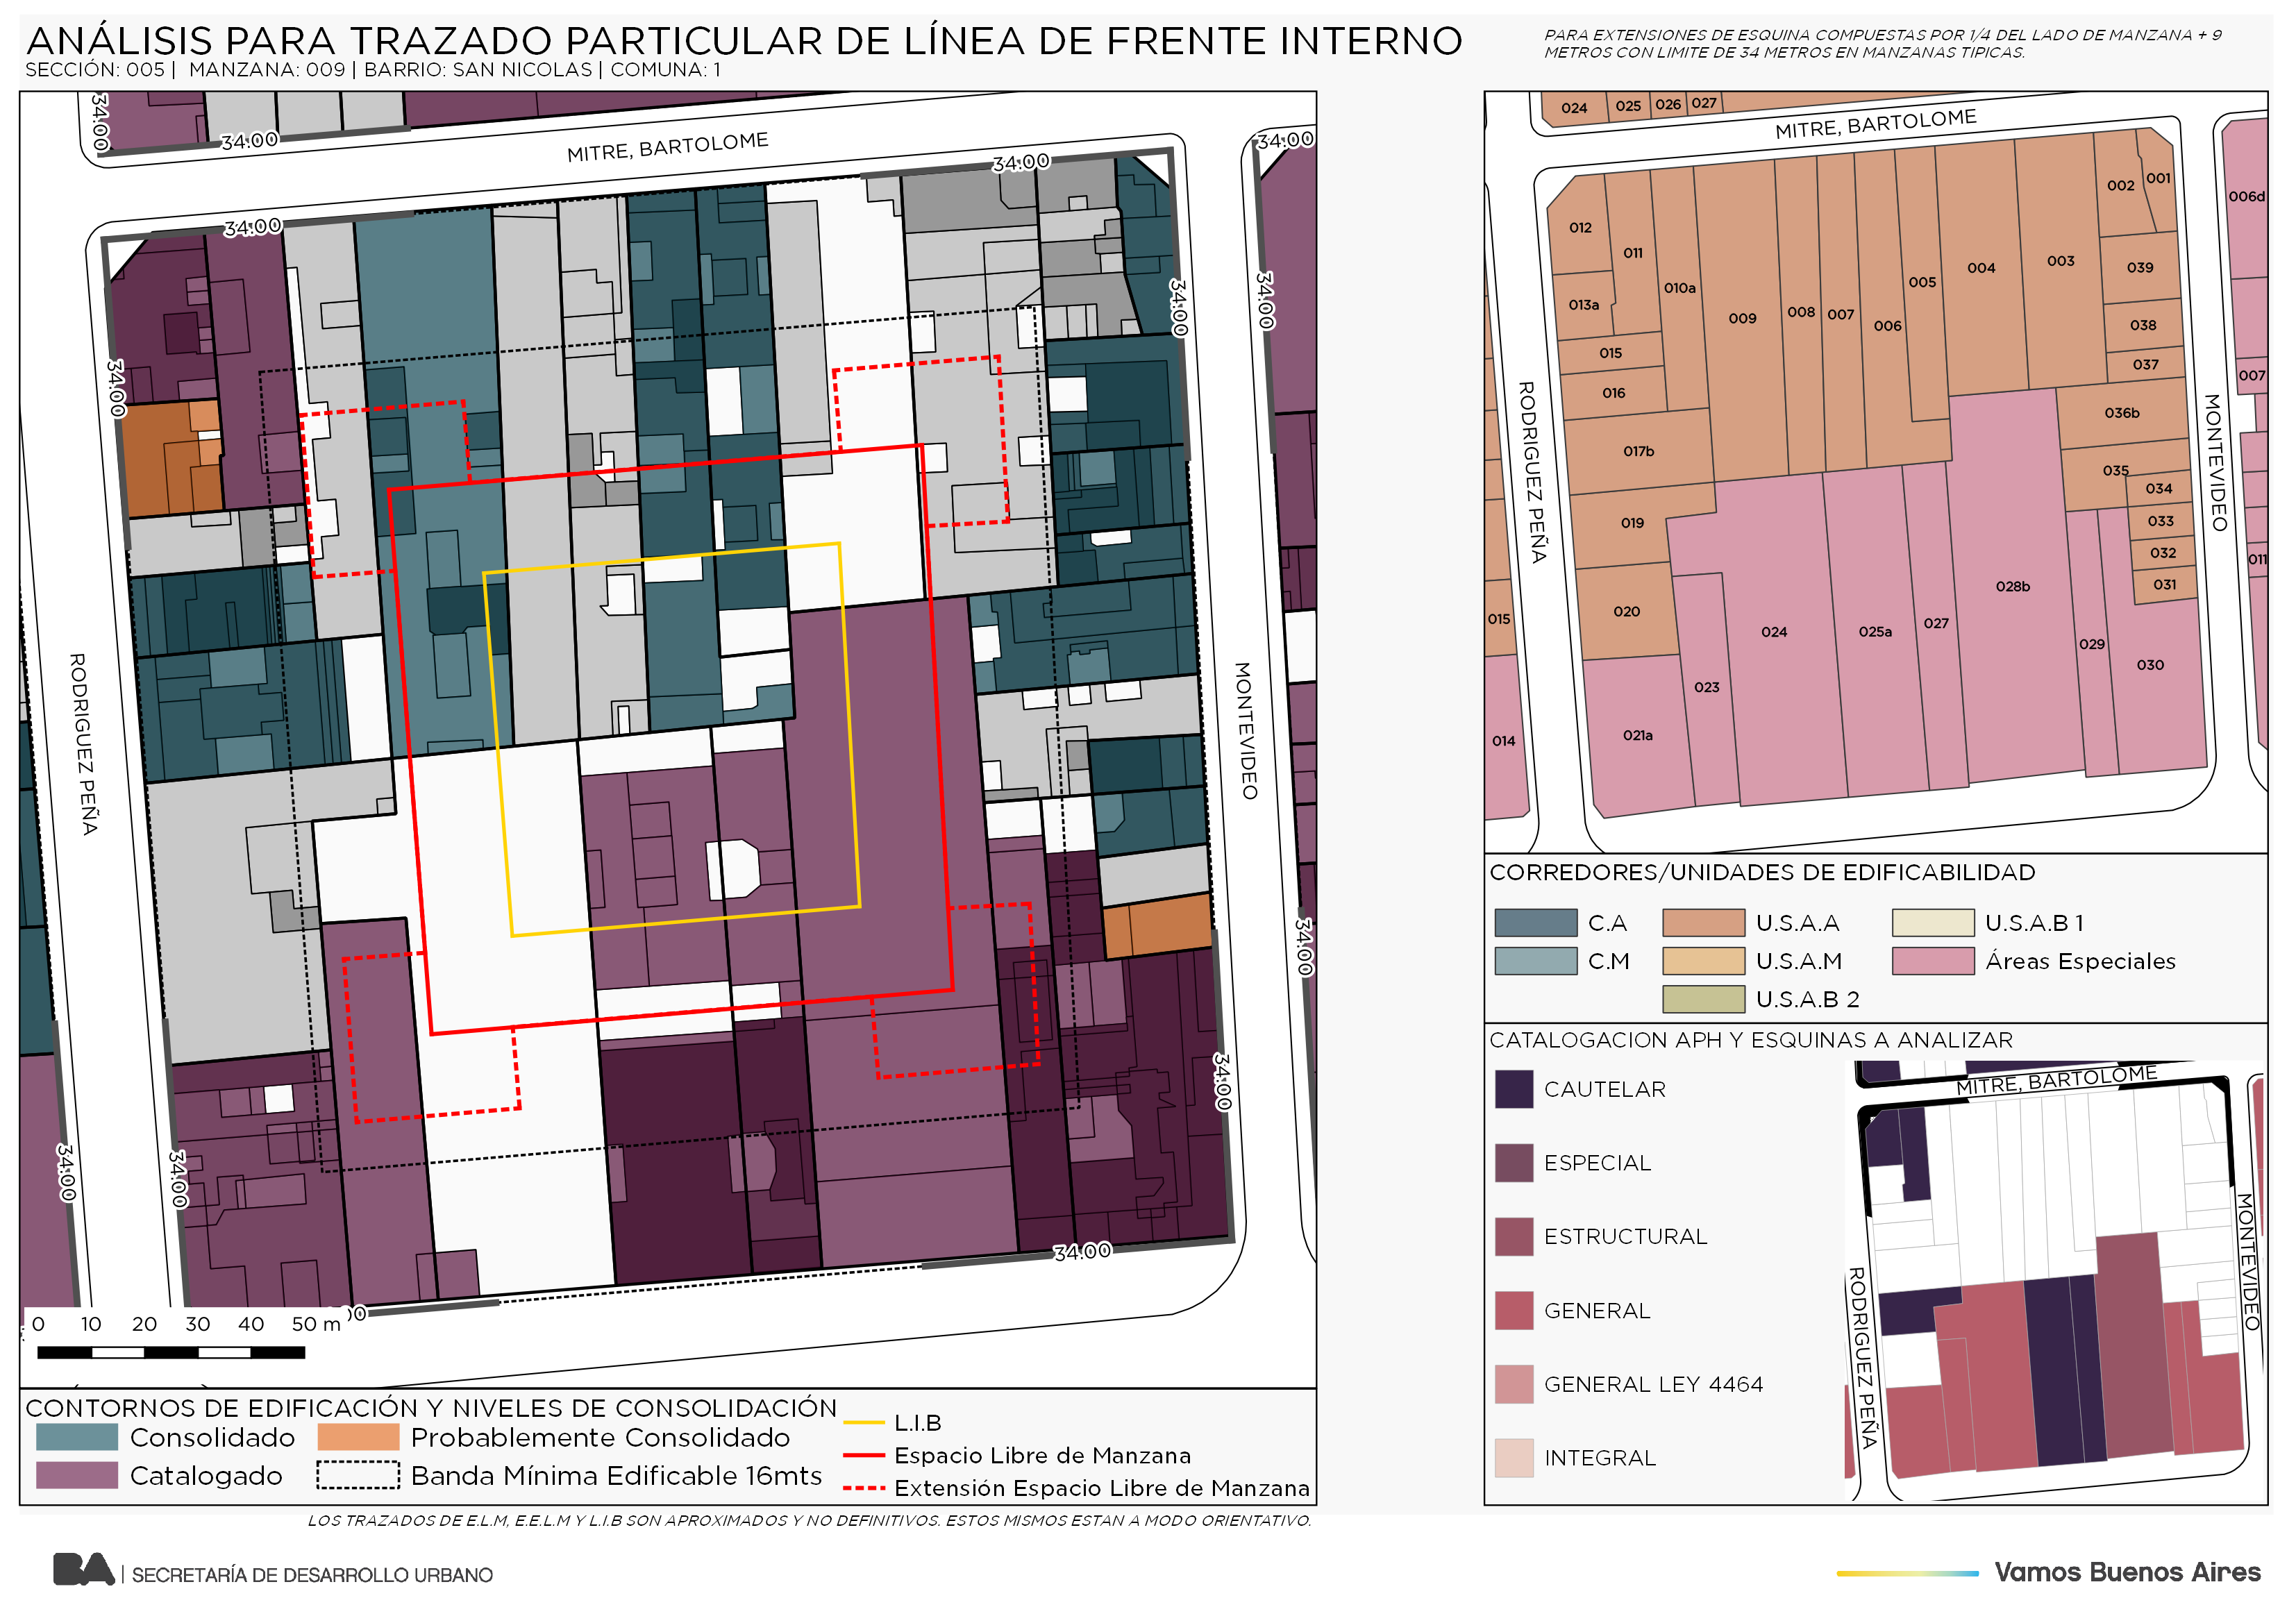 ANÁLISIS PARA TRAZADO PARTICULAR DE LÍNEA DE FRENTE INTERNO
SECCIÓN: 005 | MANZANA: 009 | BARRIO: SAN NICOLAS | COMUNA: 1
PARA EXTENSIONES DE ESQUINA COMPUESTAS POR 1/4 DEL LADO DE MANZANA + 9
METROS CON LIMITE DE 34 METROS EN MANZANAS TIPICAS.
34.00
34.00
MITRE, BARTOLOME
34.00
34.00
34.00
34.00
34.00
34.00
RODRIGUEZ PEÑA
MONTEVIDEO
34.00
34.00
34.00
34.00
34.00
0 10 20 30 40 50 m
CONTORNOS DE EDIFICACIÓN Y NIVELES DE CONSOLIDACIÓN
Consolidado
Probablemente Consolidado
Catalogado
Banda Mínima Edificable 16mts
L.I.B
Espacio Libre de Manzana
Extensión Espacio Libre de Manzana
LOS TRAZADOS DE E.L.M, E.E.L.M Y L.I.B SON APROXIMADOS Y NO DEFINITIVOS. ESTOS MISMOS ESTAN A MODO ORIENTATIVO.
024
025
026
027
MITRE, BARTOLOME
012
011
010a
009
008
007
006
005
004
003
002
001
006d
013a
039
038
037
015
016
007
036b
017b
035
034
019
033
032
031
011
020
015
024
025a
027
028b
029
030
023
021a
014
RODRIGUEZ PEÑA
MONTEVIDEO
CORREDORES/UNIDADES DE EDIFICABILIDAD
C.A
U.S.A.A
U.S.A.B 1
C.M
U.S.A.M
Áreas Especiales
U.S.A.B 2
CATALOGACION APH Y ESQUINAS A ANALIZAR
CAUTELAR
ESPECIAL
ESTRUCTURAL
GENERAL
GENERAL LEY 4464
INTEGRAL
MITRE, BARTOLOME
RODRIGUEZ PEÑA
MONTEVIDEO
BA | SECRETARÍA DE DESARROLLO URBANO
Vamos Buenos Aires